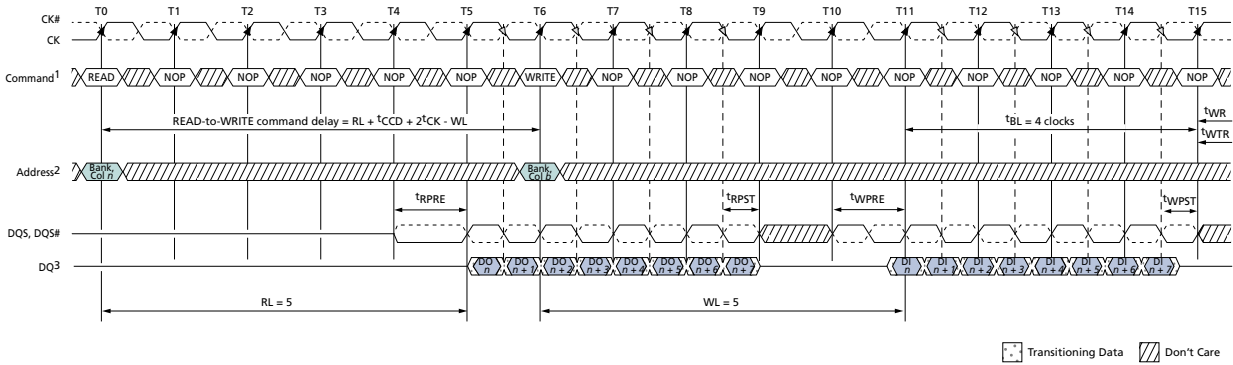 T0 T1 T2 T3 T4 T5 T6 T7 T8 T9 T10 T11 T12 T13 T14 T15
CK#
CK
Command1 READ NOP NOP NOP NOP NOP WRITE NOP NOP NOP NOP NOP NOP NOP NOP NOP
READ-to-WRITE command delay = RL + tCCD + 2tCK - WL
tBL = 4 clocks
tWR
tWTR
Address2
Bank,
Col n
Bank,
Col b
tRPRE tRPST tWPRE tWPST
DQS, DQS#
DQ3
DO
n
DO
n + 1
DO
n + 2
DO
n + 3
DO
n + 4
DO
n + 5
DO
n + 6
DO
n + 7
DI
n
DI
n + 1
DI
n + 2
DI
n + 3
DI
n + 4
DI
n + 5
DI
n + 6
DI
n + 7
RL = 5 WL = 5
Transitioning Data Don't Care